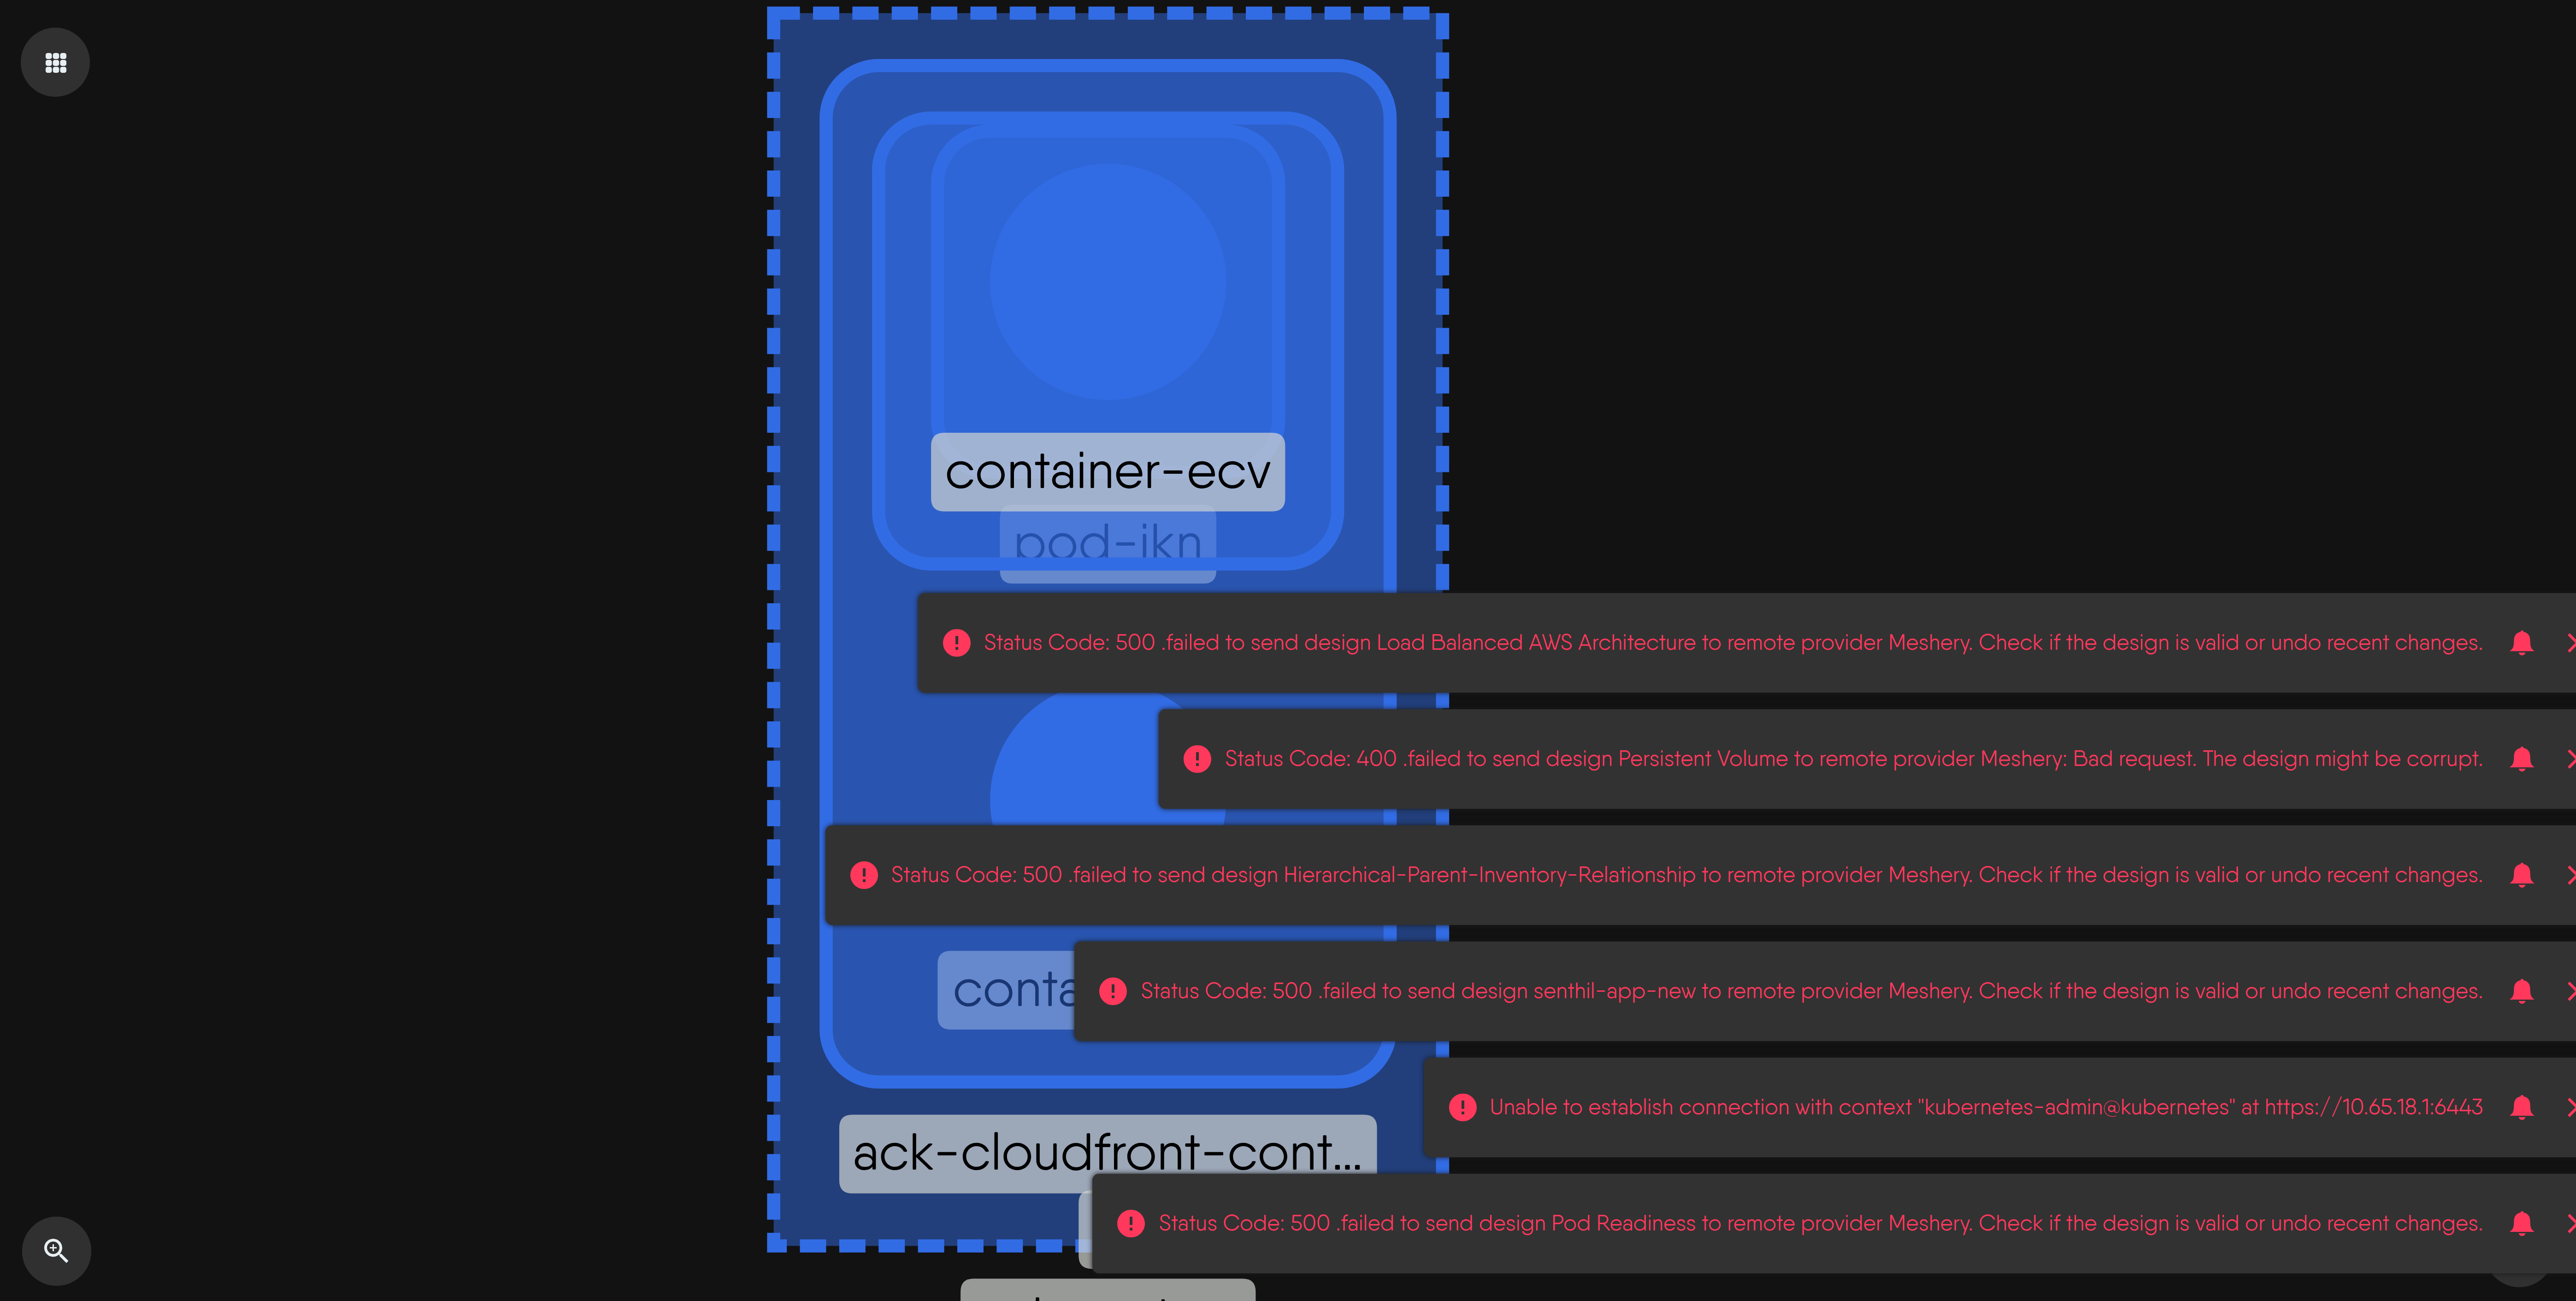 container-ecv
pod-ikn
Status Code: 500 .failed to send design Load Balanced AWS Architecture to remote provider Meshery. Check if the design is valid or undo recent changes.
Status Code: 400 .failed to send design Persistent Volume to remote provider Meshery: Bad request. The design might be corrupt.
Status Code: 500 .failed to send design Hierarchical-Parent-Inventory-Relationship to remote provider Meshery. Check if the design is valid or undo recent changes.
conta
Status Code: 500 .failed to send design senthil-app-new to remote provider Meshery. Check if the design is valid or undo recent changes.
Unable to establish connection with context "kubernetes-admin@kubernetes" at https://10.65.18.1:6443
ack-cloudfront-cont...
Status Code: 500 .failed to send design Pod Readiness to remote provider Meshery. Check if the design is valid or undo recent changes.